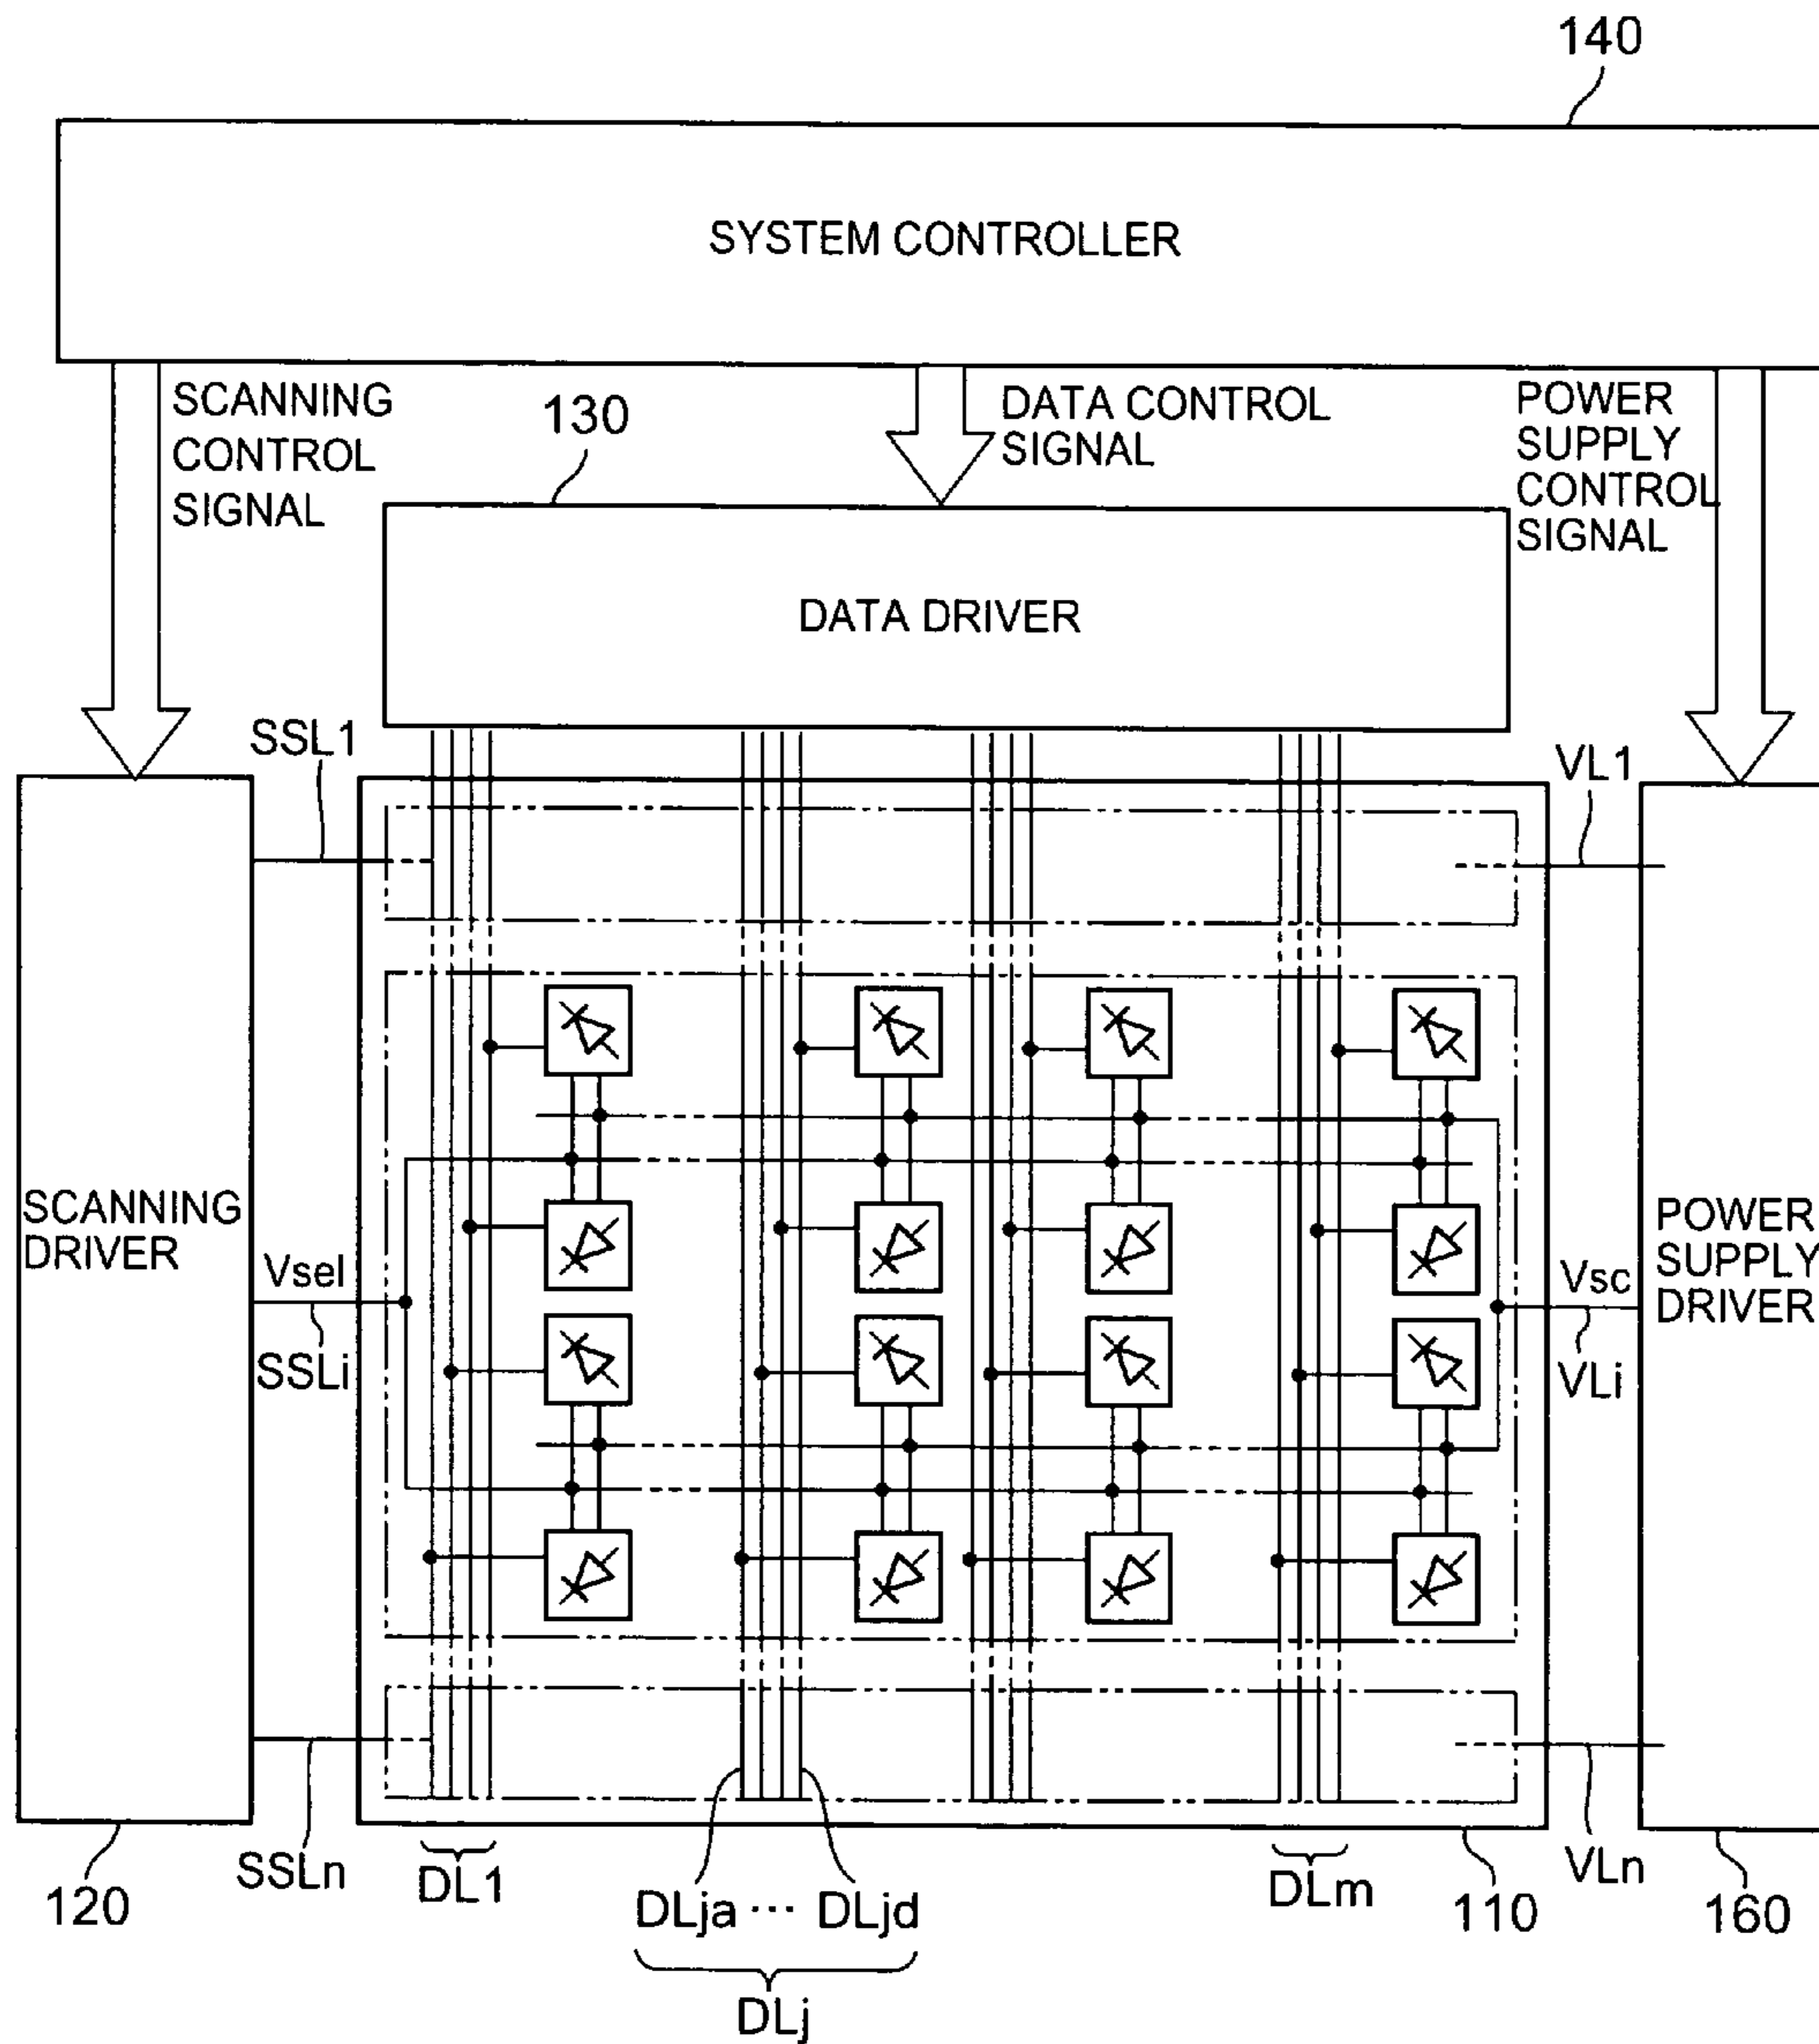 140
SYSTEM CONTROLLER
SCANNING
CONTROL
SIGNAL
130
DATA CONTROL
SIGNAL
POWER
SUPPLY
CONTROL
SIGNAL
DATA DRIVER
SSL1
VL1
SCANNING
DRIVER
Vsel
SSLi
POWER
SUPPLY
DRIVER
Vsc
VLi
120
SSLn
DL1
DLja ... DLjd
DLj
DLm
110
VLn
160